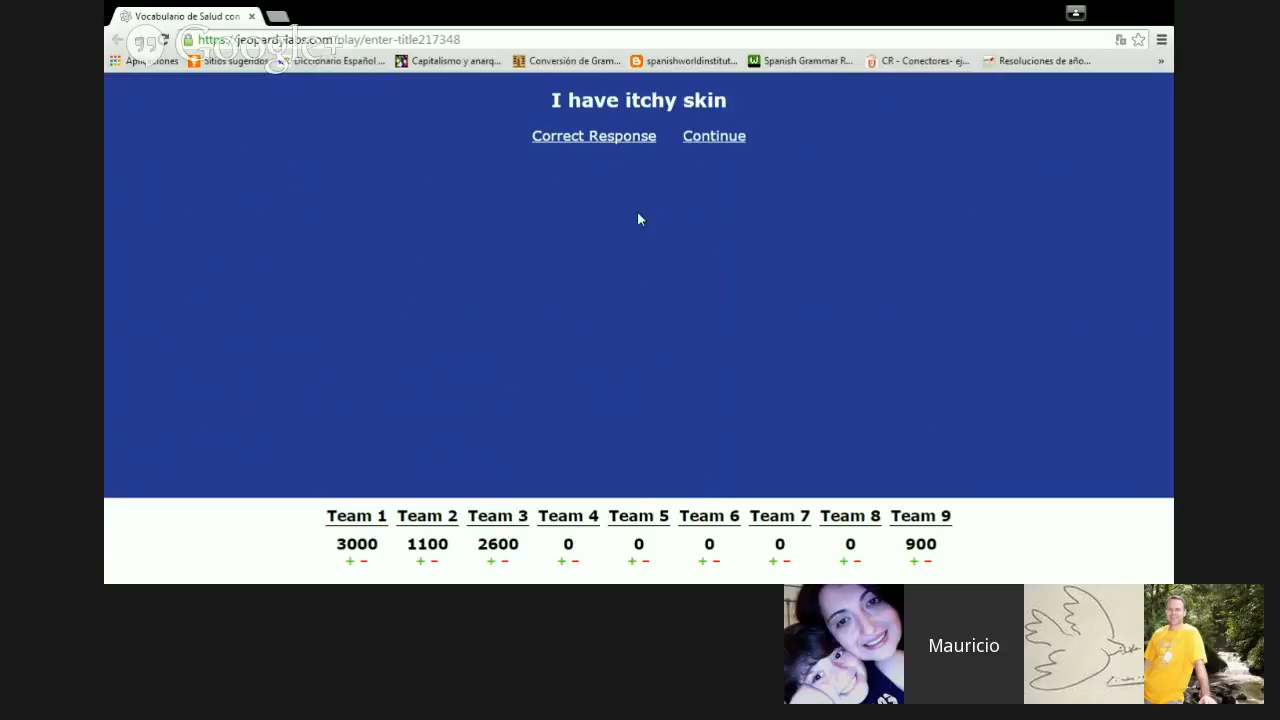 Vocabulario de Salud con
Google+
https://jeopardylabs.com/play/enter-title217348
Aplicaciones Sitios sugeridos Diccionario Español ... Capitalismo y anarq... Conversión de Gram... spanishworldinstitut... Spanish Grammar R... CR - Conectores- ej... Resoluciones de año... »
I have itchy skin
Correct Response Continue
Team 1 Team 2 Team 3 Team 4 Team 5 Team 6 Team 7 Team 8 Team 9
3000 1100 2600 0 0 0 0 0 900
+ - + - + - + - + - + - + - + - + -
Mauricio